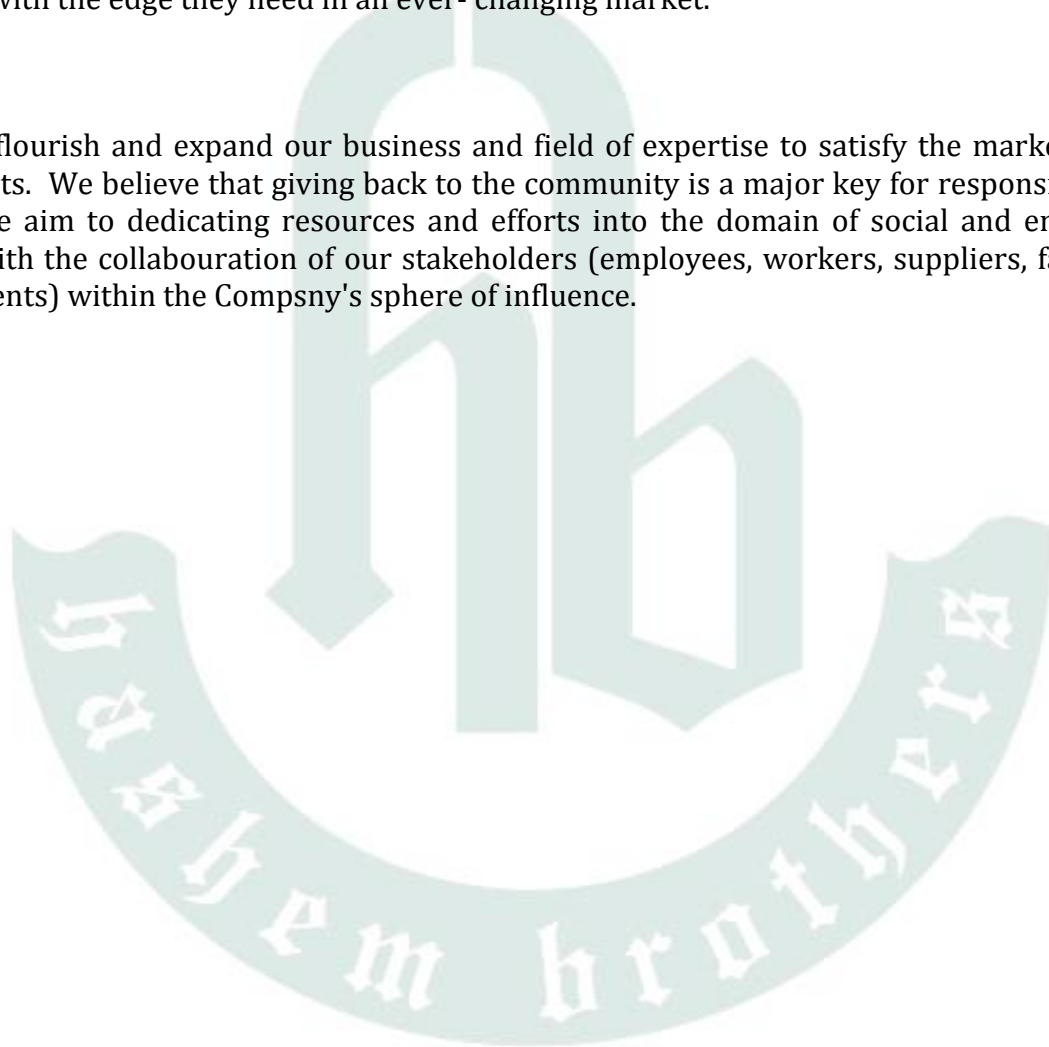 with the edge they need in an ever- changing market.
flourish and expand our business and field of expertise to satisfy the mark
ts. We believe that giving back to the community is a major key for respons
e aim to dedicating resources and efforts into the domain of social and en
ith the collabouration of our stakeholders (employees, workers, suppliers, f
ents) within the Compsny's sphere of influence.
hb
hashem brothers